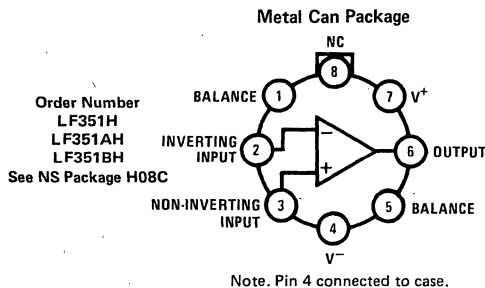 Metal Can Package
NC
8
BALANCE 1
7 V+
Order Number
LF351H
LF351AH
LF351BH
See NS Package H08C
INVERTING
INPUT
2
−
6 OUTPUT
+
NON-INVERTING
INPUT
3
5 BALANCE
4
V−
Note. Pin 4 connected to case.